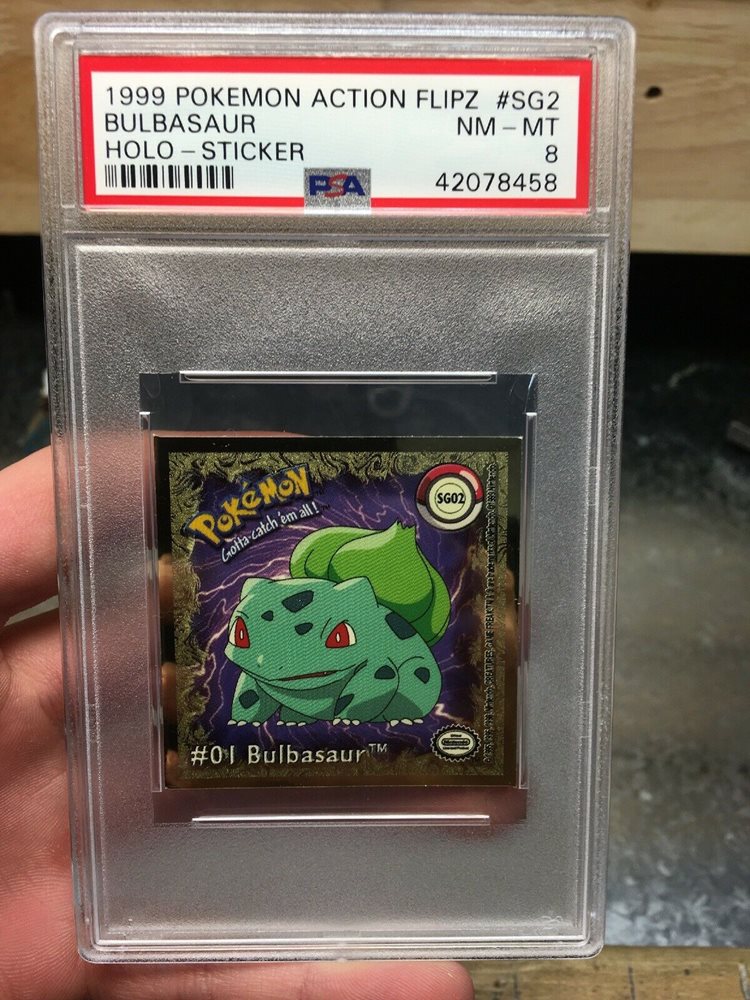 1999 POKEMON ACTION FLIPZ #SG2
BULBASAUR NM - MT
HOLO - STICKER 8
PSA 42078458
POKéMON
Gotta catch 'em all!
SG02
#01 Bulbasaur™
Nintendo